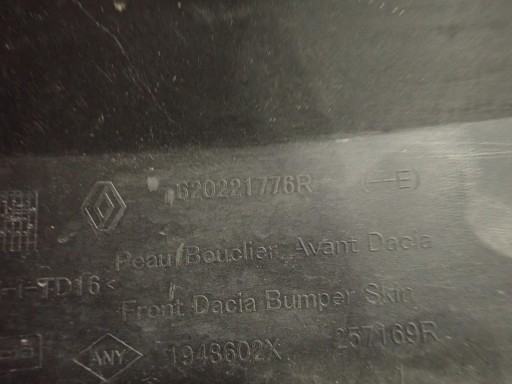 620221776R (—E)
Peau Bouclier Avant Dacia
TD16<
Front Dacia Bumper Skin
ANY 1948602X 257169R